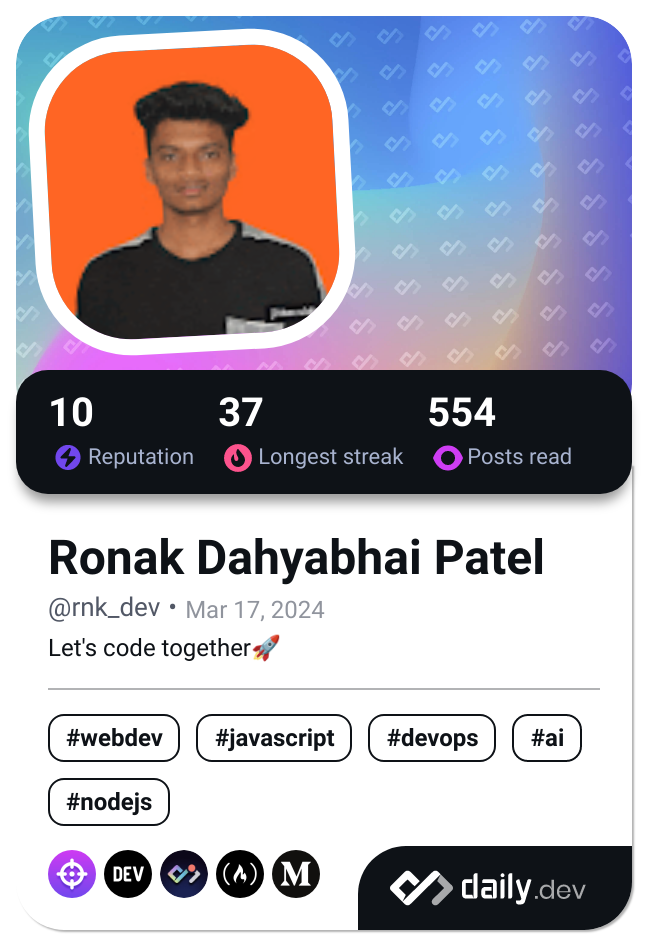 10 37 554
Reputation Longest streak Posts read
Ronak Dahyabhai Patel
@rnk_dev • Mar 17, 2024
Let's code together🚀
#webdev #javascript #devops #ai
#nodejs
DEV M
daily.dev